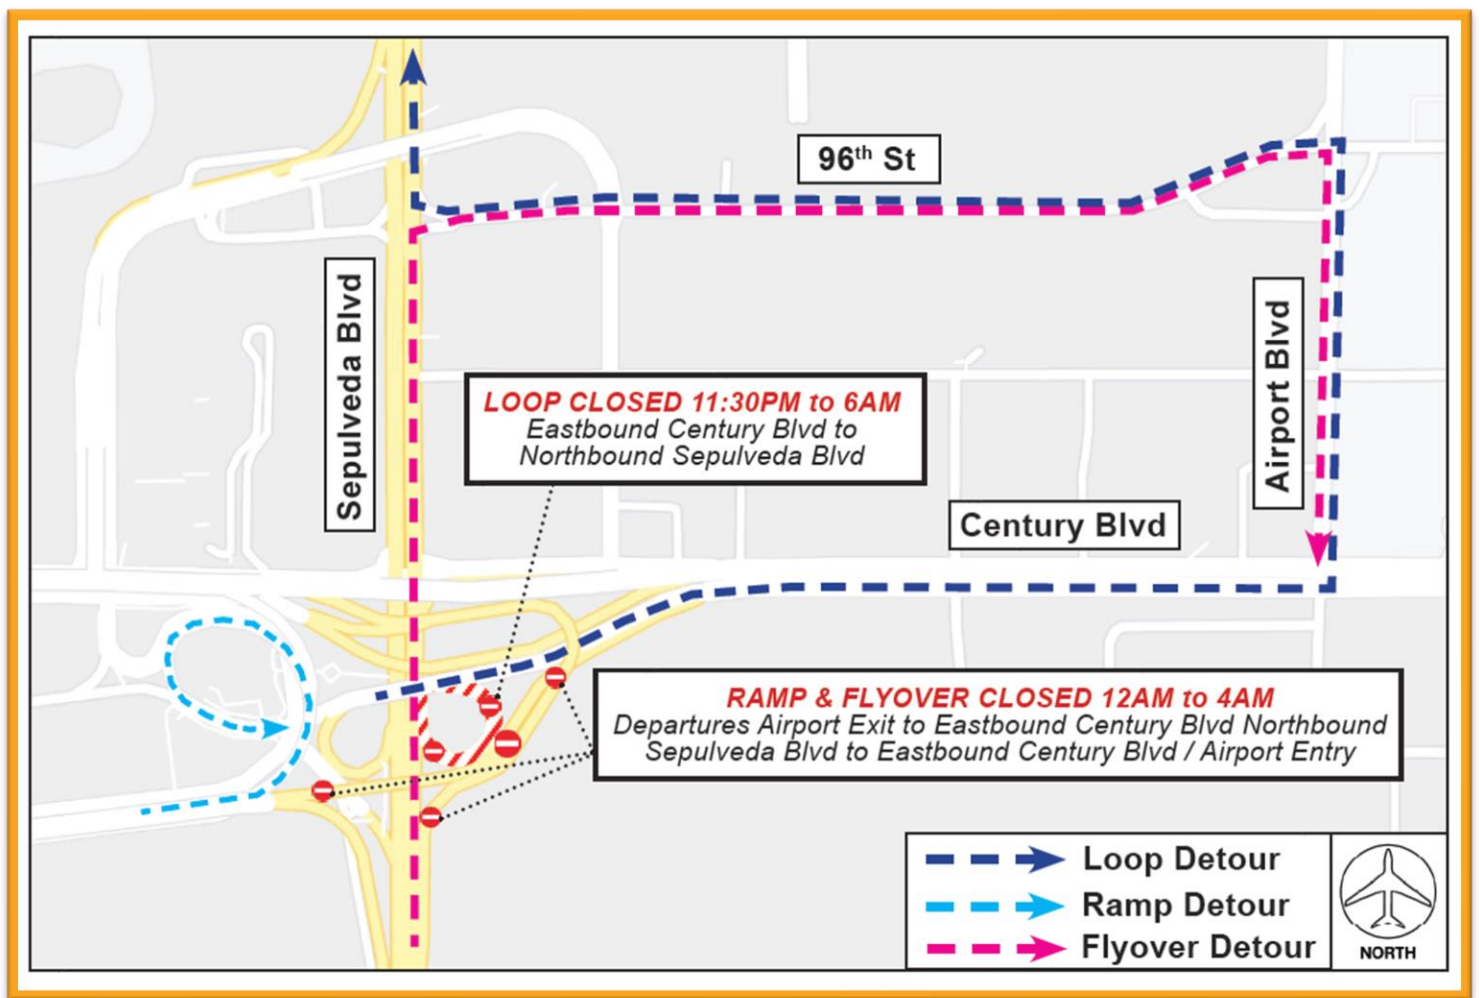 96th St
Sepulveda Blvd
Airport Blvd
LOOP CLOSED 11:30PM to 6AM
Eastbound Century Blvd to
Northbound Sepulveda Blvd
Century Blvd
RAMP & FLYOVER CLOSED 12AM to 4AM
Departures Airport Exit to Eastbound Century Blvd Northbound
Sepulveda Blvd to Eastbound Century Blvd / Airport Entry
Loop Detour
Ramp Detour
Flyover Detour
NORTH